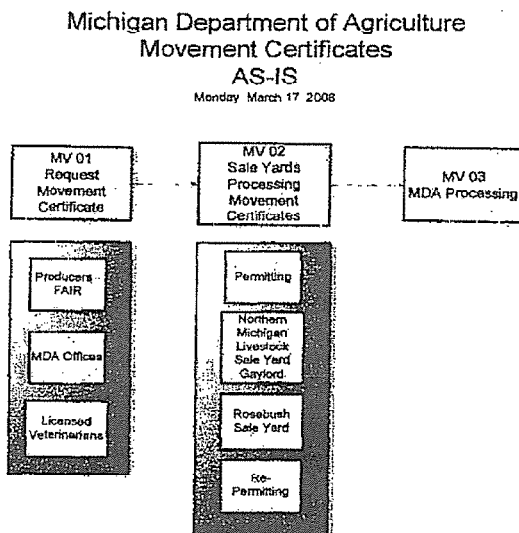 Michigan Department of Agriculture
Movement Certificates
AS-IS
Monday March 17 2008
MV 01
Request
Movement
Certificate
MV 02
Sale Yards
Processing
Movement
Certificates
MV 03
MDA Processing
Producers
FAIR
MDA Offices
Licensed
Veterinarians
Permitting
Northern
Michigan
Livestock
Sale Yard
Gaylord
Rosebush
Sale Yard
Re-
Permitting